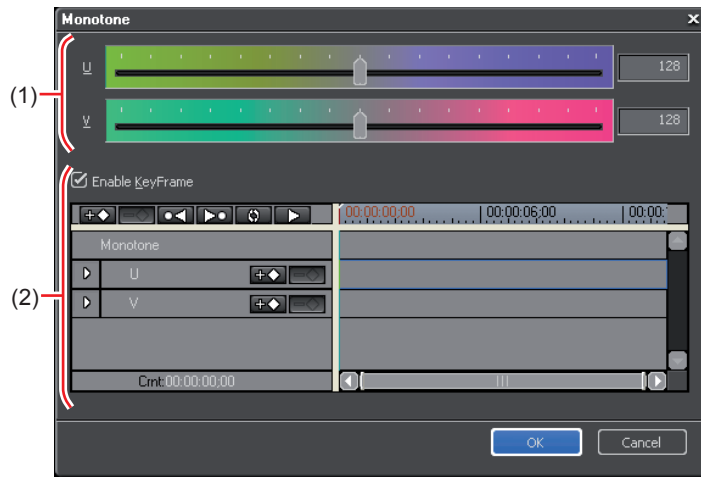 Monotone
(1)
U 128
V 128
Enable KeyFrame
00:00:00;00 00:00:06;00 00:00:
Monotone
U
(2)
V
Crnt:00:00:00;00
OK Cancel